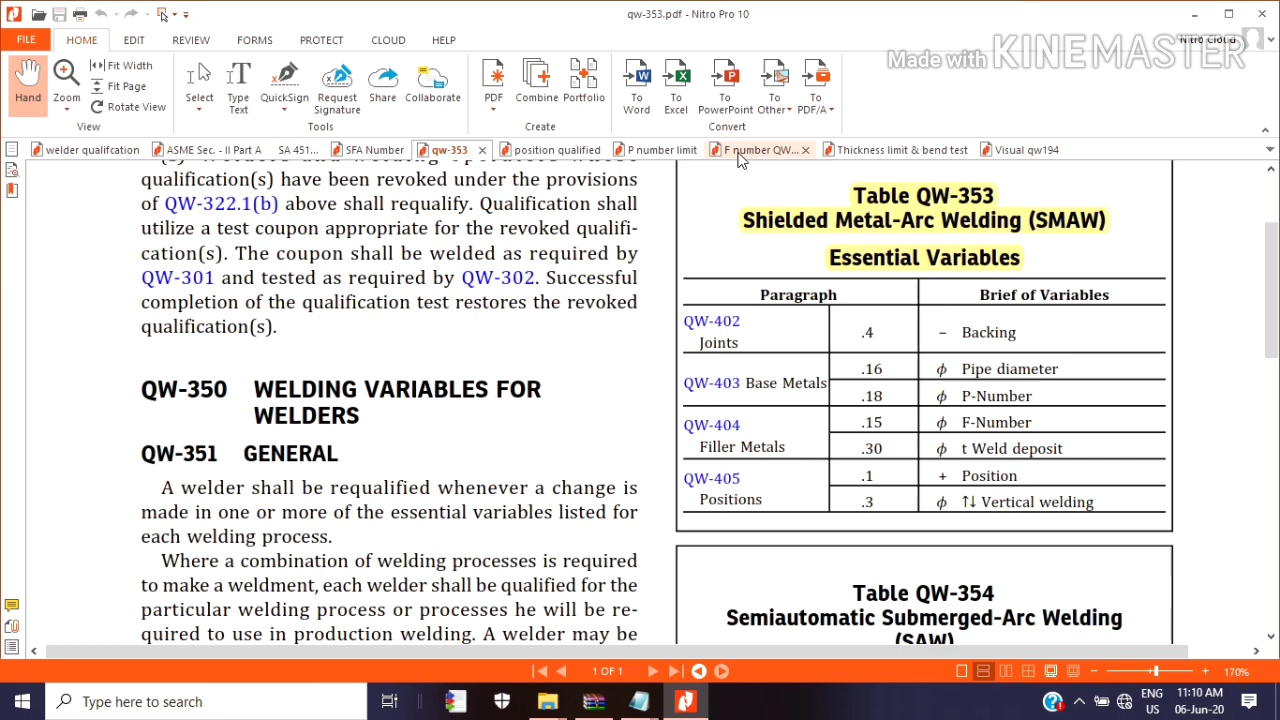 qw-353.pdf - Nitro Pro 10
FILE HOME EDIT REVIEW FORMS PROTECT CLOUD HELP
Nitro Cloud
Made with KINEMASTER
Hand
Zoom
Fit Width
Fit Page
Rotate View
View
Select
Type Text
QuickSign
Request Signature
Share
Collaborate
Tools
PDF
Combine
Portfolio
Create
To Word
To Excel
To PowerPoint
To Other
To PDF/A
Convert
welder qualifcation
ASME Sec. - II Part A SA 451...
SFA Number
qw-353
position qualified
P number limit
F number QW...
Thickness limit & bend test
Visual qw194
qualification(s) have been revoked under the provisions
of QW-322.1(b) above shall requalify. Qualification shall
utilize a test coupon appropriate for the revoked qualifi-
cation(s). The coupon shall be welded as required by
QW-301 and tested as required by QW-302. Successful
completion of the qualification test restores the revoked
qualification(s).
QW-350 WELDING VARIABLES FOR
WELDERS
QW-351 GENERAL
A welder shall be requalified whenever a change is
made in one or more of the essential variables listed for
each welding process.
Where a combination of welding processes is required
to make a weldment, each welder shall be qualified for the
particular welding process or processes he will be re-
quired to use in production welding. A welder may be
Table QW-353
Shielded Metal-Arc Welding (SMAW)
Essential Variables
Paragraph Brief of Variables
QW-402 Joints .4 – Backing
QW-403 Base Metals .16 ϕ Pipe diameter
.18 ϕ P-Number
QW-404 Filler Metals .15 ϕ F-Number
.30 ϕ t Weld deposit
QW-405 Positions .1 + Position
.3 ϕ ↑↓ Vertical welding
Table QW-354
Semiautomatic Submerged-Arc Welding
(SAW)
1 OF 1
170%
Type here to search
ENG
US
11:10 AM
06-Jun-20